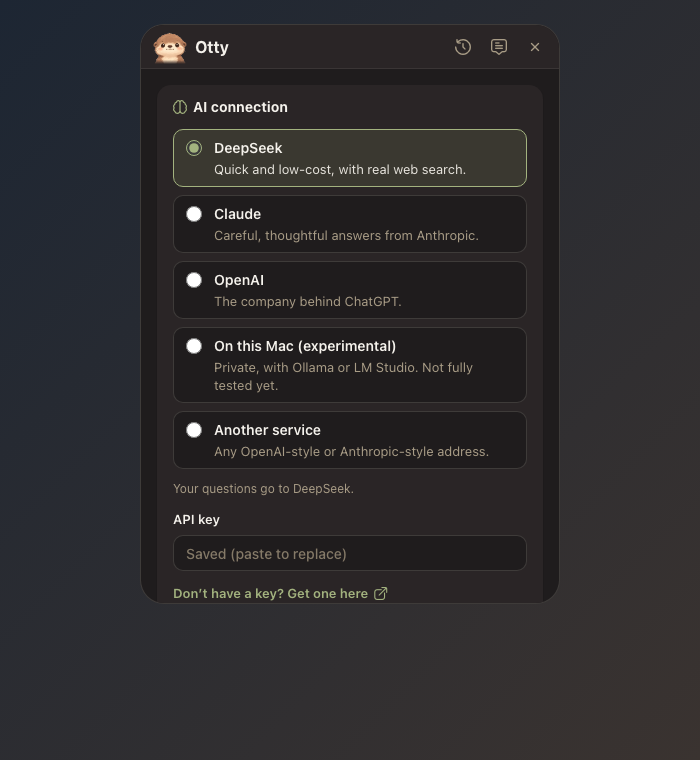 Otty
AI connection
DeepSeek
Quick and low-cost, with real web search.
Claude
Careful, thoughtful answers from Anthropic.
OpenAI
The company behind ChatGPT.
On this Mac (experimental)
Private, with Ollama or LM Studio. Not fully
tested yet.
Another service
Any OpenAI-style or Anthropic-style address.
Your questions go to DeepSeek.
API key
Saved (paste to replace)
Don’t have a key? Get one here